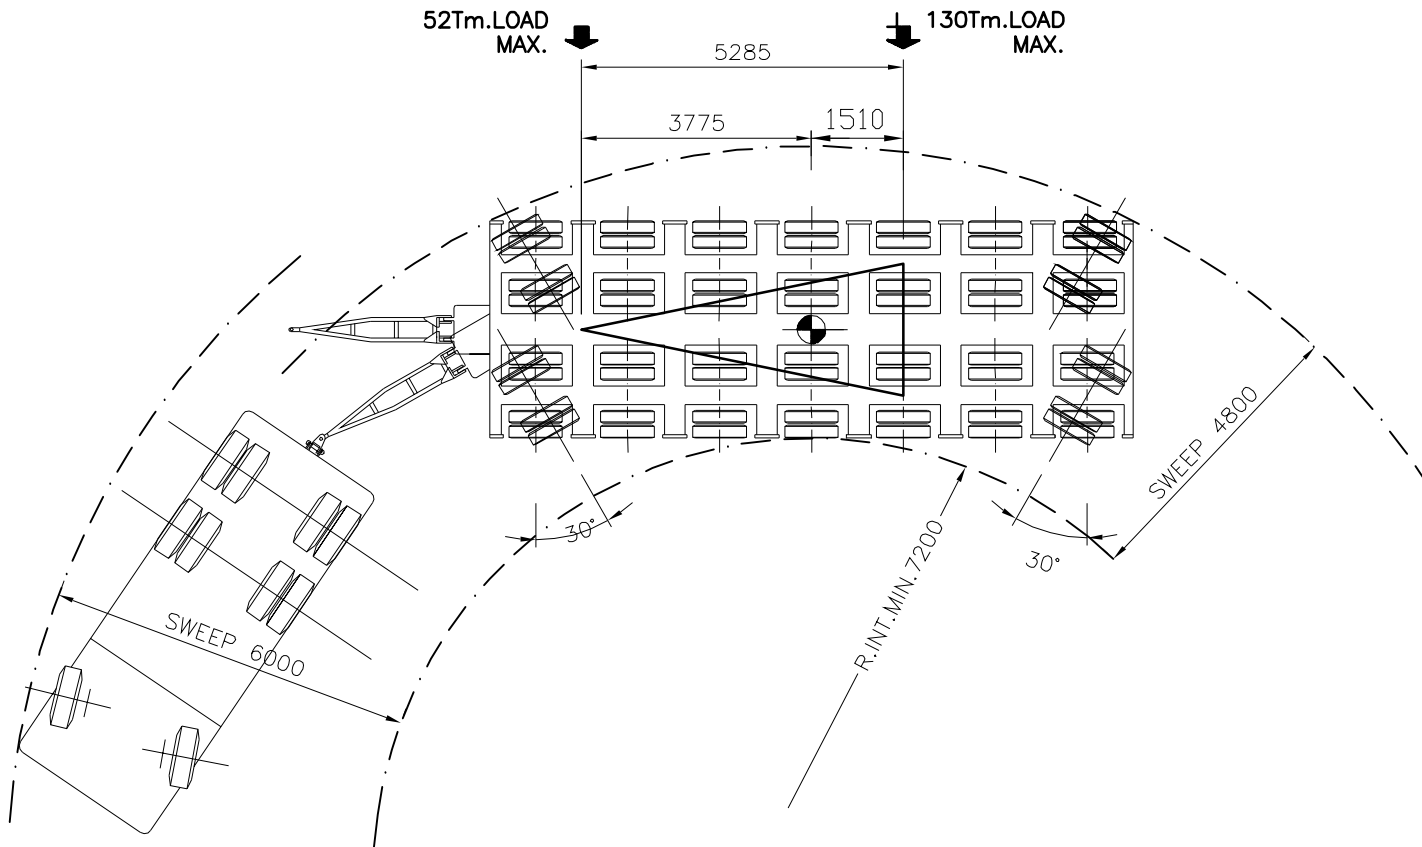 52Tm.LOAD
MAX.
130Tm.LOAD
MAX.
5285
3775
1510
30°
30°
SWEEP 4800
R.INT.MIN.7200
SWEEP 6000